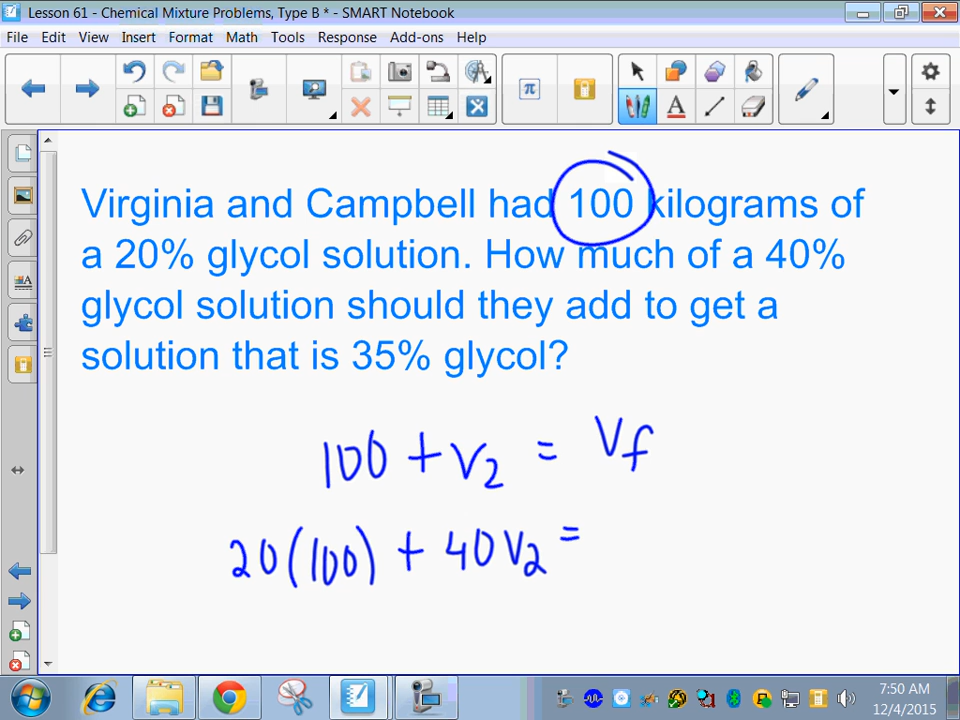 Lesson 61 - Chemical Mixture Problems, Type B * - SMART Notebook
File Edit View Insert Format Math Tools Response Add-ons Help
Virginia and Campbell had 100 kilograms of
a 20% glycol solution. How much of a 40%
glycol solution should they add to get a
solution that is 35% glycol?
100 + V₂ = Vf
20(100) + 40V₂ =
7:50 AM
12/4/2015